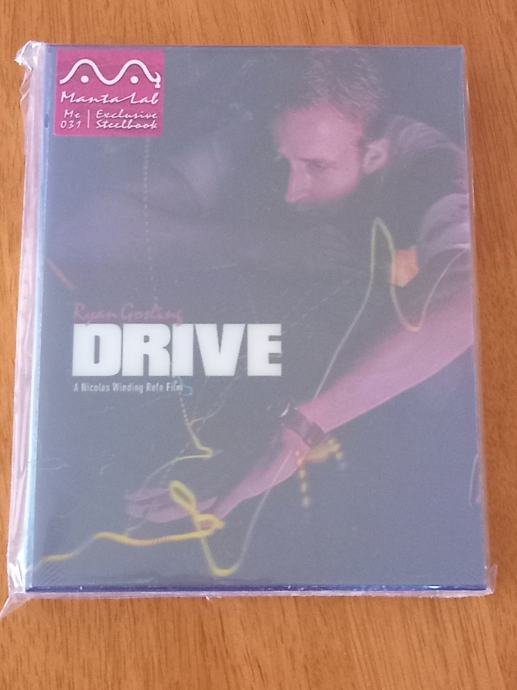 Manta Lab
Me | Exclusive
031 | Steelbook
Ryan Gosling
DRIVE
A Nicolas Winding Refn Film